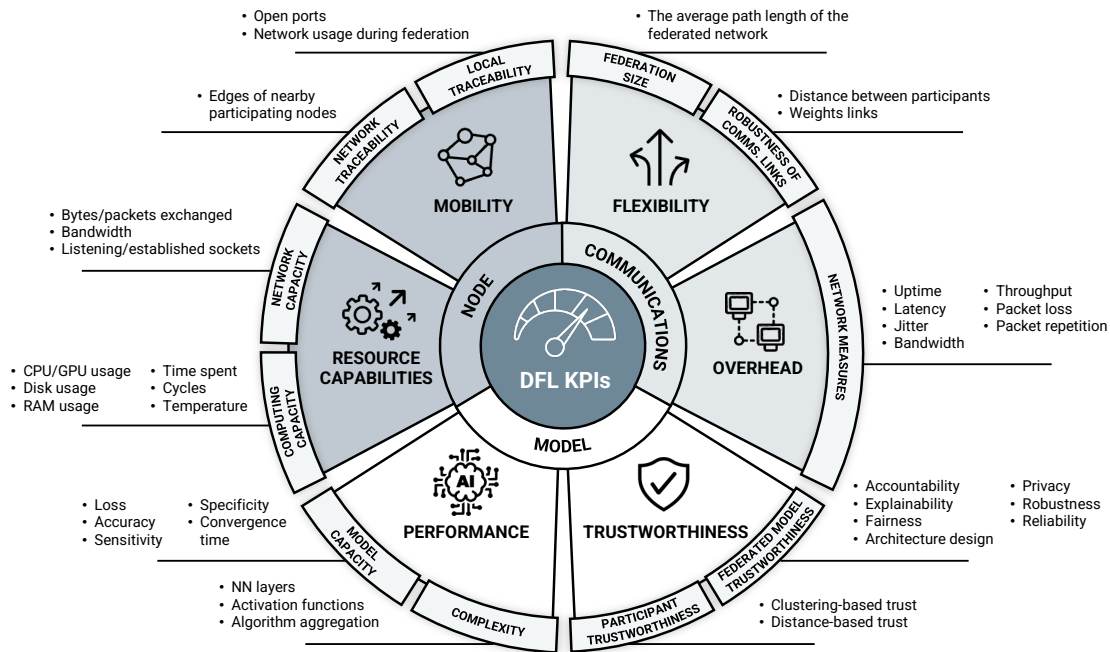 • Open ports
• Network usage during federation
• The average path length of the
federated network
• Edges of nearby
participating nodes
• Distance between participants
• Weights links
LOCAL
TRACEABILITY
FEDERATION
SIZE
NETWORK
TRACEABILITY
ROBUSTNESS OF
COMMS. LINKS
MOBILITY
FLEXIBILITY
• Bytes/packets exchanged
• Bandwidth
• Listening/established sockets
NETWORK
CAPACITY
NODE
COMMUNICATIONS
NETWORK MEASURES
• Uptime
• Latency
• Jitter
• Bandwidth
• Throughput
• Packet loss
• Packet repetition
RESOURCE
CAPABILITIES
DFL KPIs
OVERHEAD
• CPU/GPU usage
• Disk usage
• RAM usage
• Time spent
• Cycles
• Temperature
COMPUTING
CAPACITY
MODEL
AI
PERFORMANCE
TRUSTWORTHINESS
• Loss
• Accuracy
• Sensitivity
• Specificity
• Convergence
time
MODEL
CAPACITY
FEDERATED MODEL
TRUSTWORTHINESS
• Accountability
• Explainability
• Fairness
• Architecture design
• Privacy
• Robustness
• Reliability
• NN layers
• Activation functions
• Algorithm aggregation
COMPLEXITY
PARTICIPANT
TRUSTWORTHINESS
• Clustering-based trust
• Distance-based trust